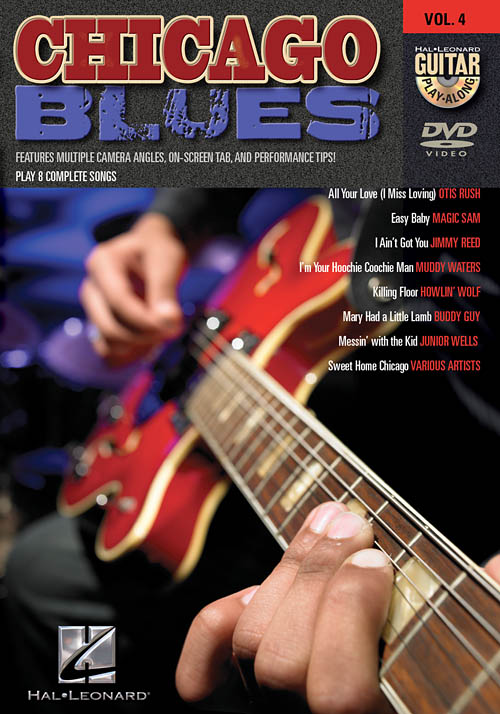 CHICAGO
BLUES
FEATURES MULTIPLE CAMERA ANGLES, ON-SCREEN TAB, AND PERFORMANCE TIPS!
PLAY 8 COMPLETE SONGS
VOL. 4
HAL•LEONARD
GUITAR
PLAY-ALONG
DVD
VIDEO
All Your Love (I Miss Loving) OTIS RUSH
Easy Baby MAGIC SAM
I Ain't Got You JIMMY REED
I'm Your Hoochie Coochie Man MUDDY WATERS
Killing Floor HOWLIN' WOLF
Mary Had a Little Lamb BUDDY GUY
Messin' with the Kid JUNIOR WELLS
Sweet Home Chicago VARIOUS ARTISTS
HAL•LEONARD®